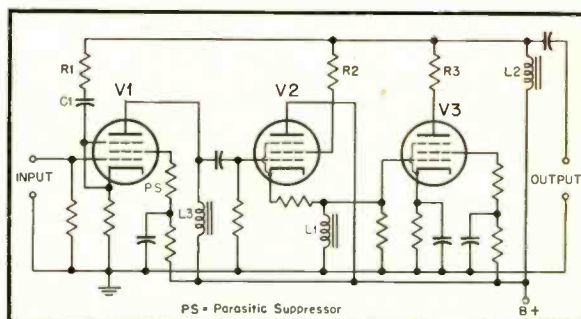 R1
C1
V1
V2
R2
R3
V3
L2
INPUT
PS
L3
L1
OUTPUT
PS = Parasitic Suppressor
B+